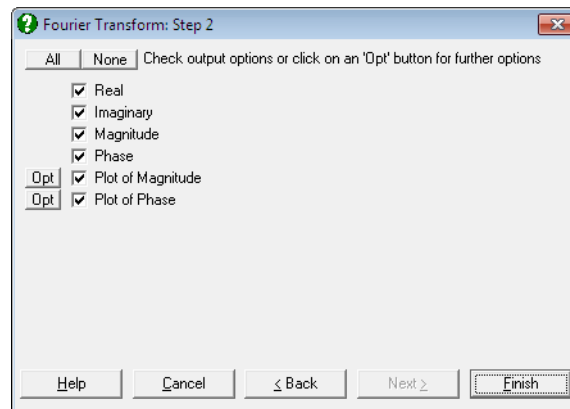 Fourier Transform: Step 2
All None Check output options or click on an 'Opt' button for further options
Real
Imaginary
Magnitude
Phase
Opt Plot of Magnitude
Opt Plot of Phase
Help Cancel < Back Next > Finish